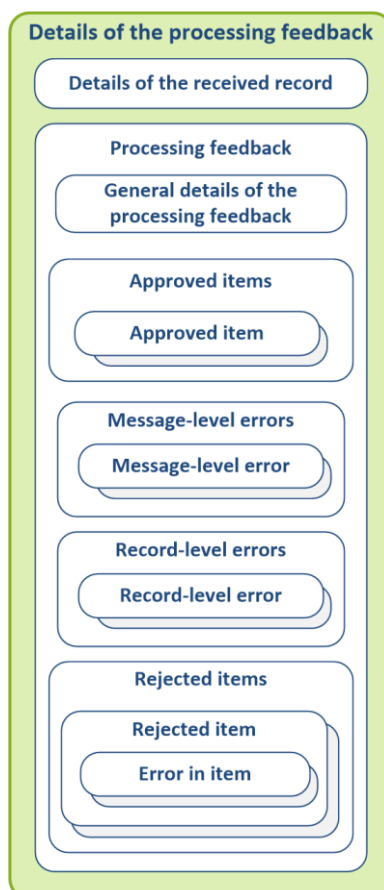 Details of the processing feedback
Details of the received record
Processing feedback
General details of the
processing feedback
Approved items
Approved item
Message-level errors
Message-level error
Record-level errors
Record-level error
Rejected items
Rejected item
Error in item